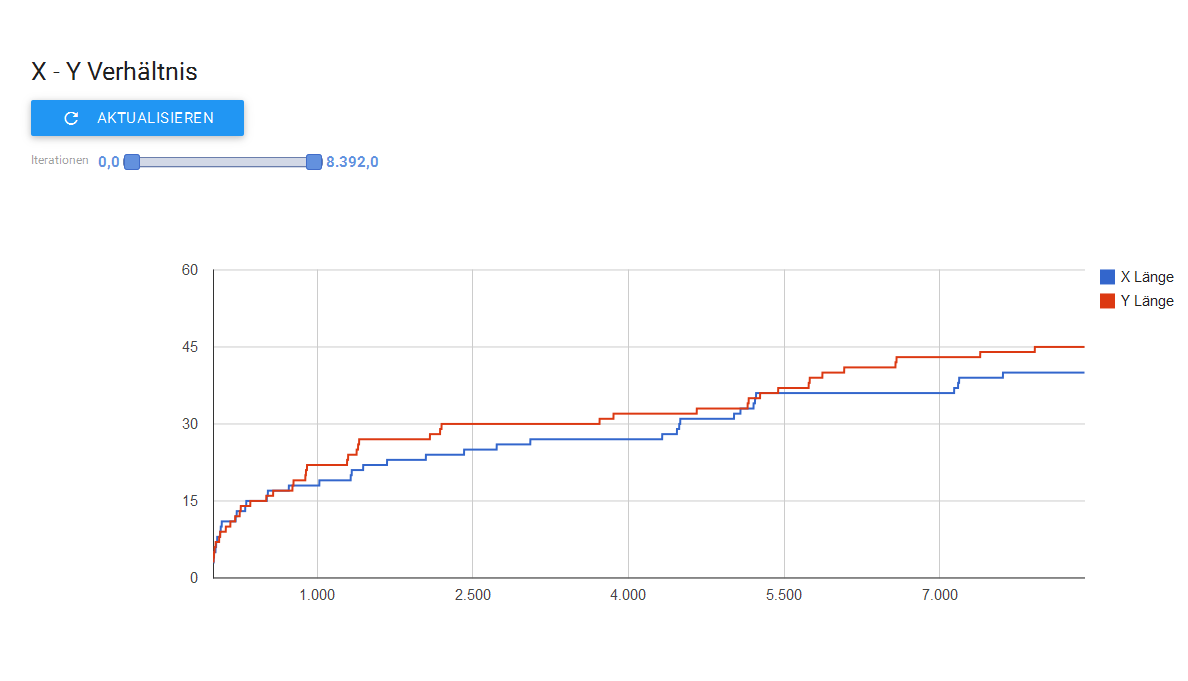 X - Y Verhältnis
AKTUALISIEREN
Iterationen 0,0 8.392,0
60
45
30
15
0
1.000 2.500 4.000 5.500 7.000
X Länge
Y Länge